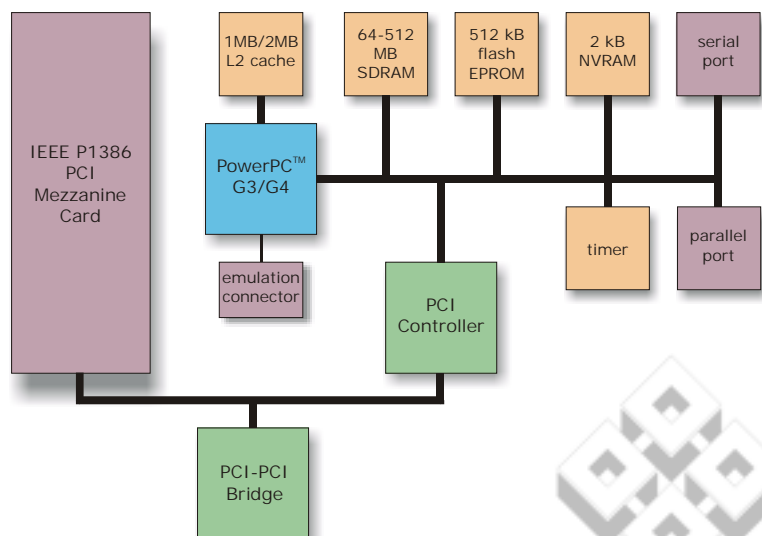 IEEE P1386
PCI
Mezzanine
Card
1MB/2MB
L2 cache
64-512
MB
SDRAM
512 kB
flash
EPROM
2 kB
NVRAM
serial
port
PowerPC™
G3/G4
emulation
connector
PCI
Controller
timer
parallel
port
PCI-PCI
Bridge